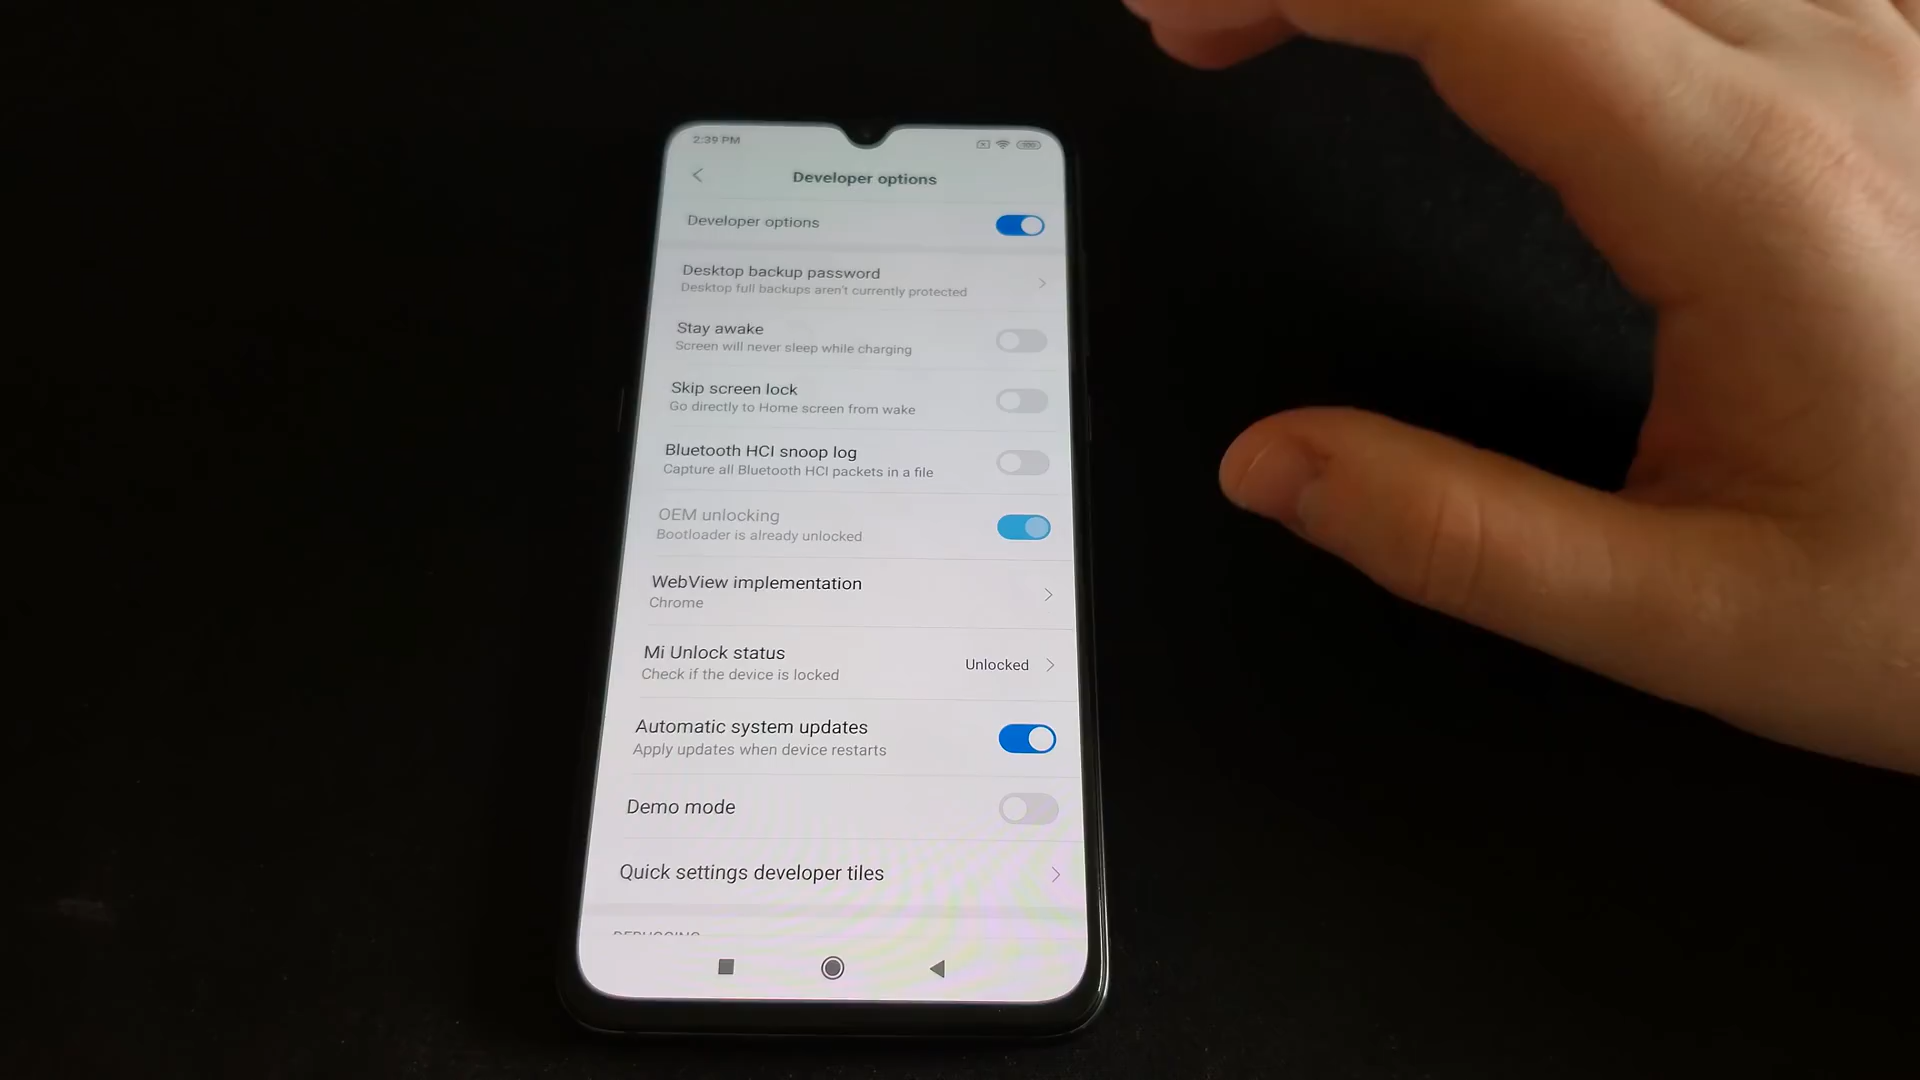 2:39 PM
Developer options
Developer options
Desktop backup password
Desktop full backups aren't currently protected
Stay awake
Screen will never sleep while charging
Skip screen lock
Go directly to Home screen from wake
Bluetooth HCI snoop log
Capture all Bluetooth HCI packets in a file
OEM unlocking
Bootloader is already unlocked
WebView implementation
Chrome
Mi Unlock status
Unlocked
Check if the device is locked
Automatic system updates
Apply updates when device restarts
Demo mode
Quick settings developer tiles
DEBUGGING